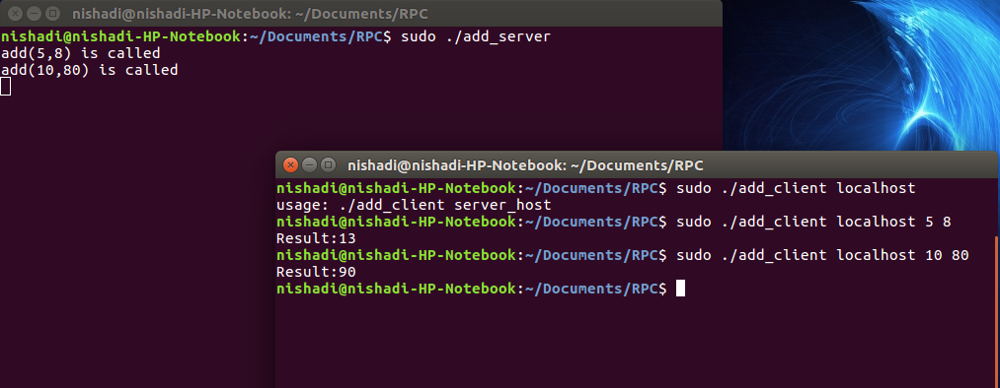 nishadi@nishadi-HP-Notebook: ~/Documents/RPC
nishadi@nishadi-HP-Notebook:~/Documents/RPC$ sudo ./add_server
add(5,8) is called
add(10,80) is called
nishadi@nishadi-HP-Notebook: ~/Documents/RPC
nishadi@nishadi-HP-Notebook:~/Documents/RPC$ sudo ./add_client localhost
usage: ./add_client server_host
nishadi@nishadi-HP-Notebook:~/Documents/RPC$ sudo ./add_client localhost 5 8
Result:13
nishadi@nishadi-HP-Notebook:~/Documents/RPC$ sudo ./add_client localhost 10 80
Result:90
nishadi@nishadi-HP-Notebook:~/Documents/RPC$